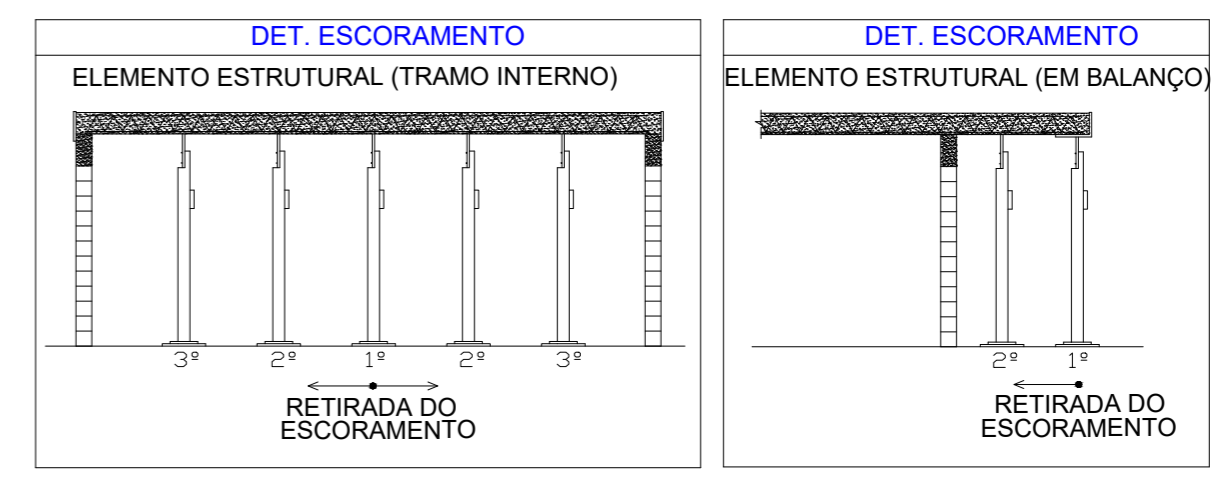 DET. ESCORAMENTO
ELEMENTO ESTRUTURAL (TRAMO INTERNO)
3º 2º 1º 2º 3º
RETIRADA DO
ESCORAMENTO
DET. ESCORAMENTO
ELEMENTO ESTRUTURAL (EM BALANÇO)
2º 1º
RETIRADA DO
ESCORAMENTO